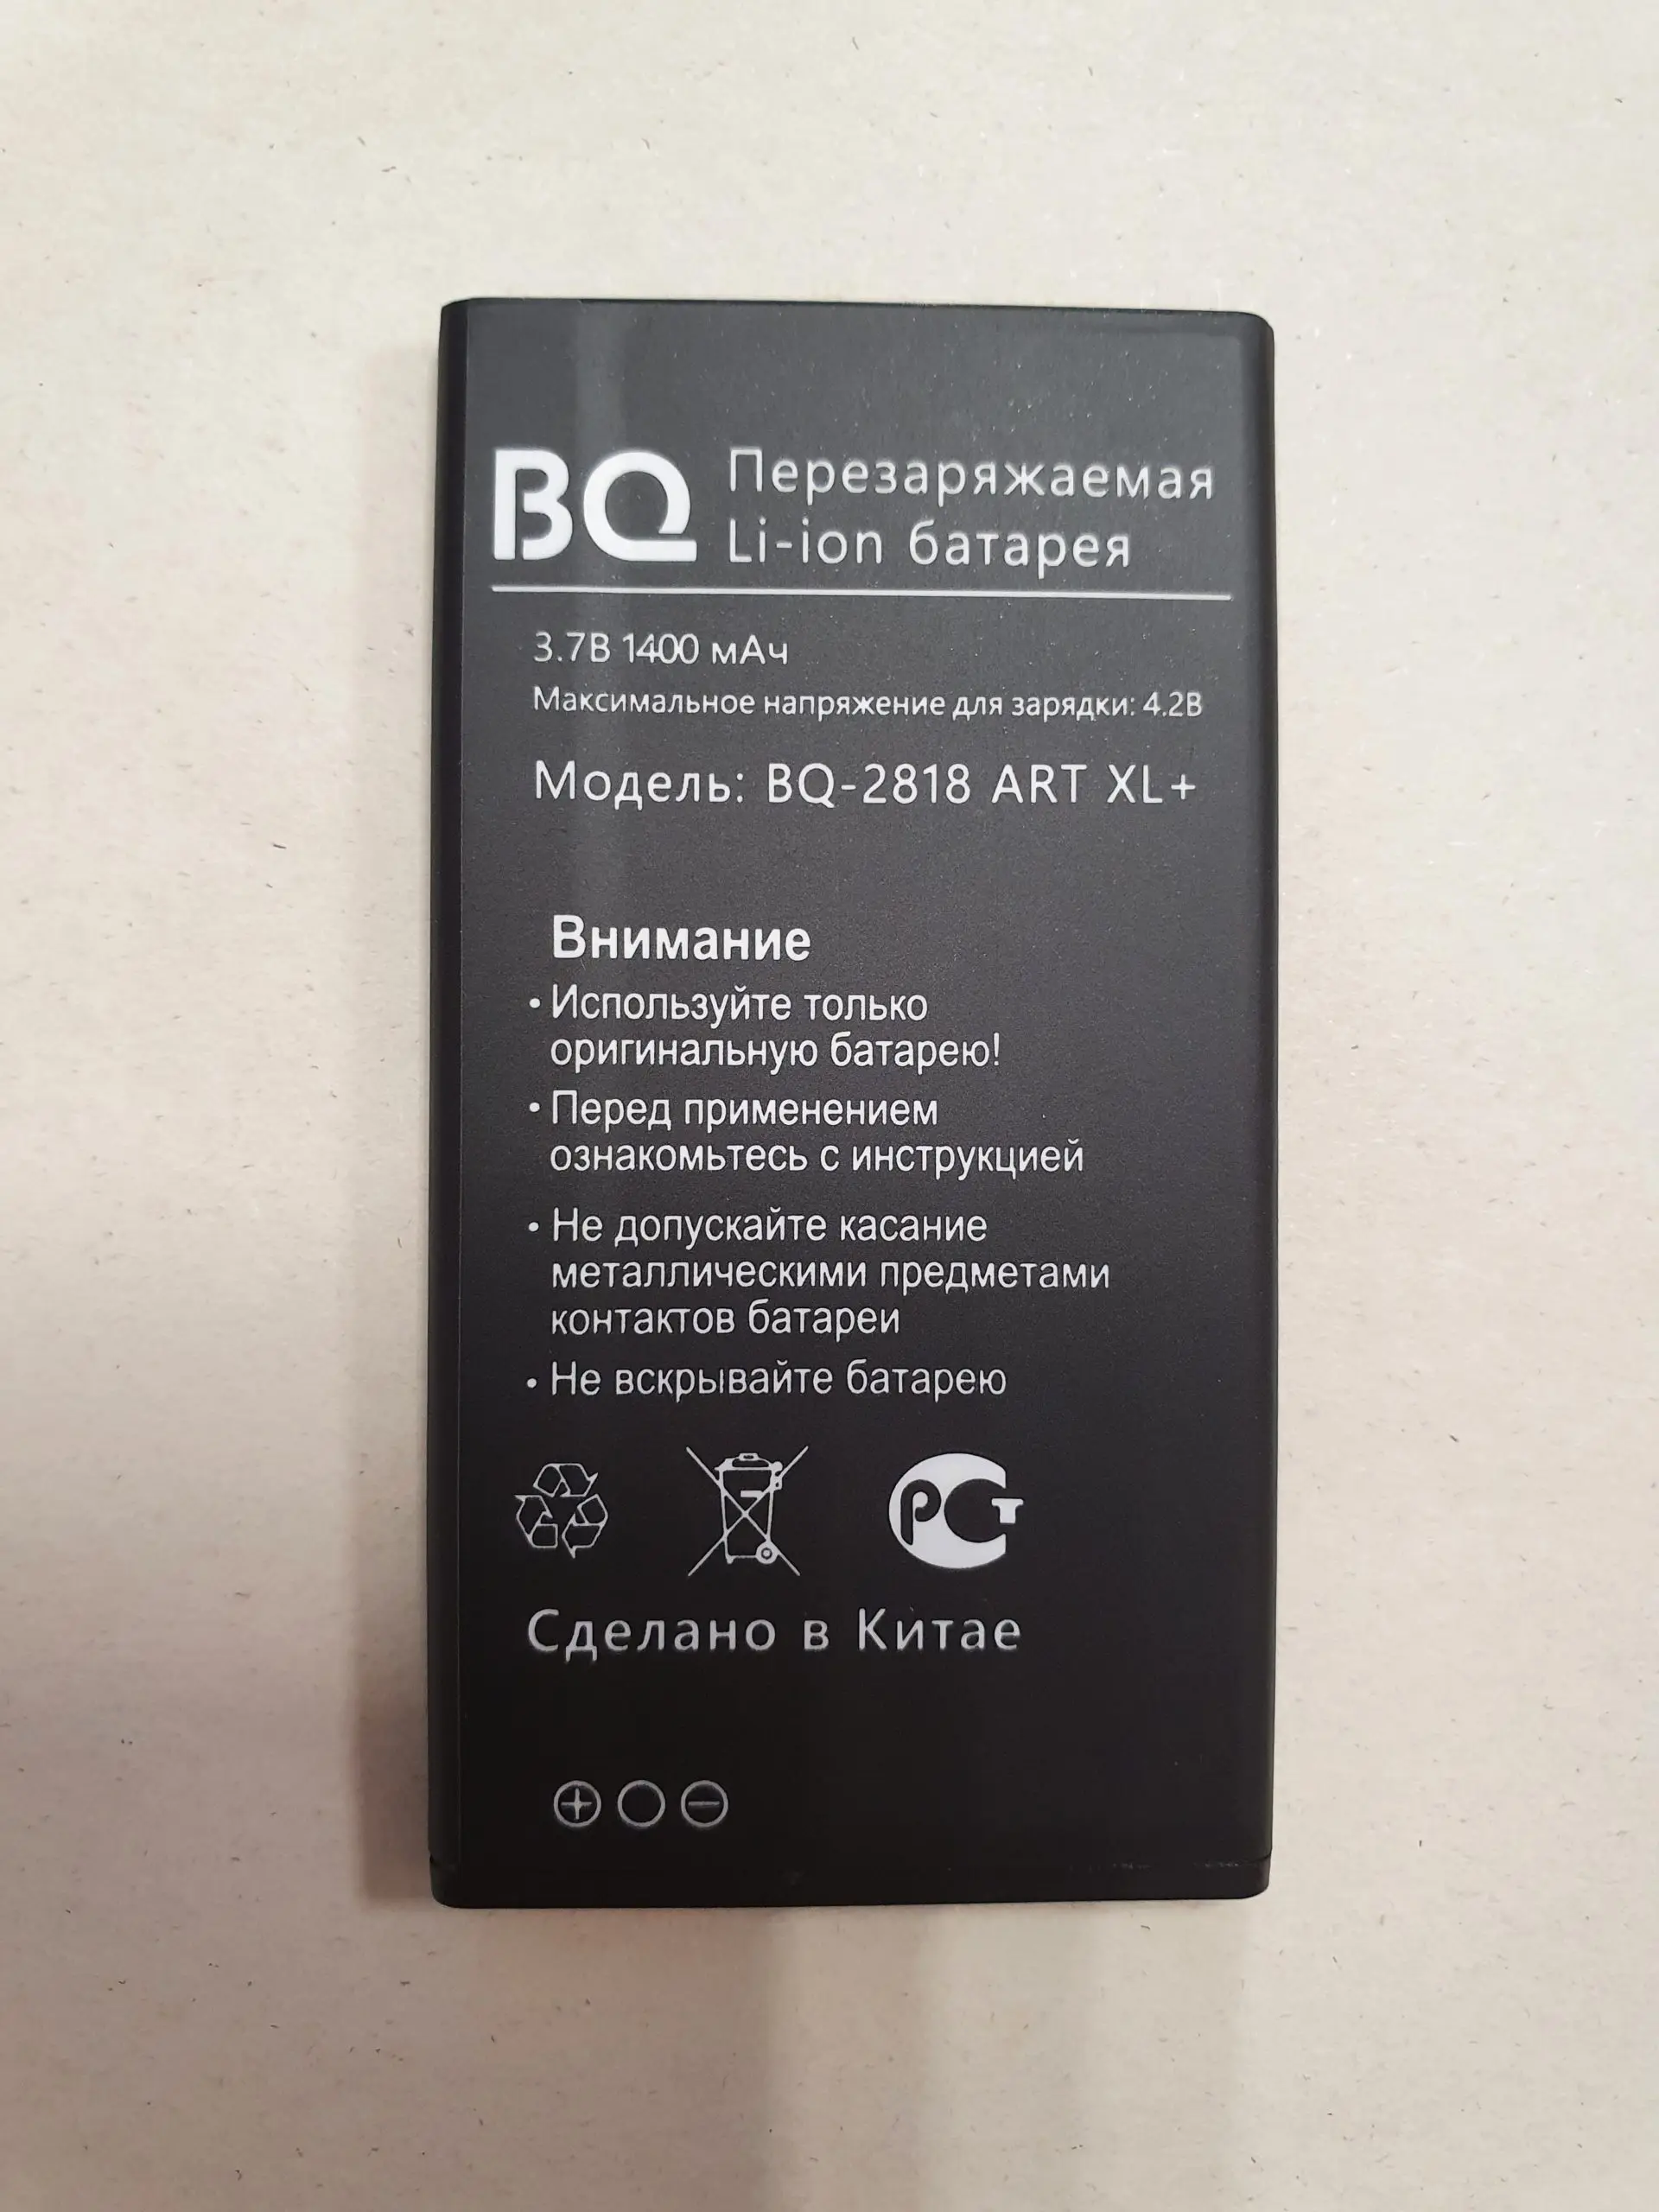 BQ Перезаряжаемая
Li-ion батарея
3.7В 1400 мАч
Максимальное напряжение для зарядки: 4.2В
Модель: BQ-2818 ART XL+
Внимание
• Используйте только
оригинальную батарею!
• Перед применением
ознакомьтесь с инструкцией
• Не допускайте касание
металлическими предметами
контактов батареи
• Не вскрывайте батарею
РСТ
Сделано в Китае